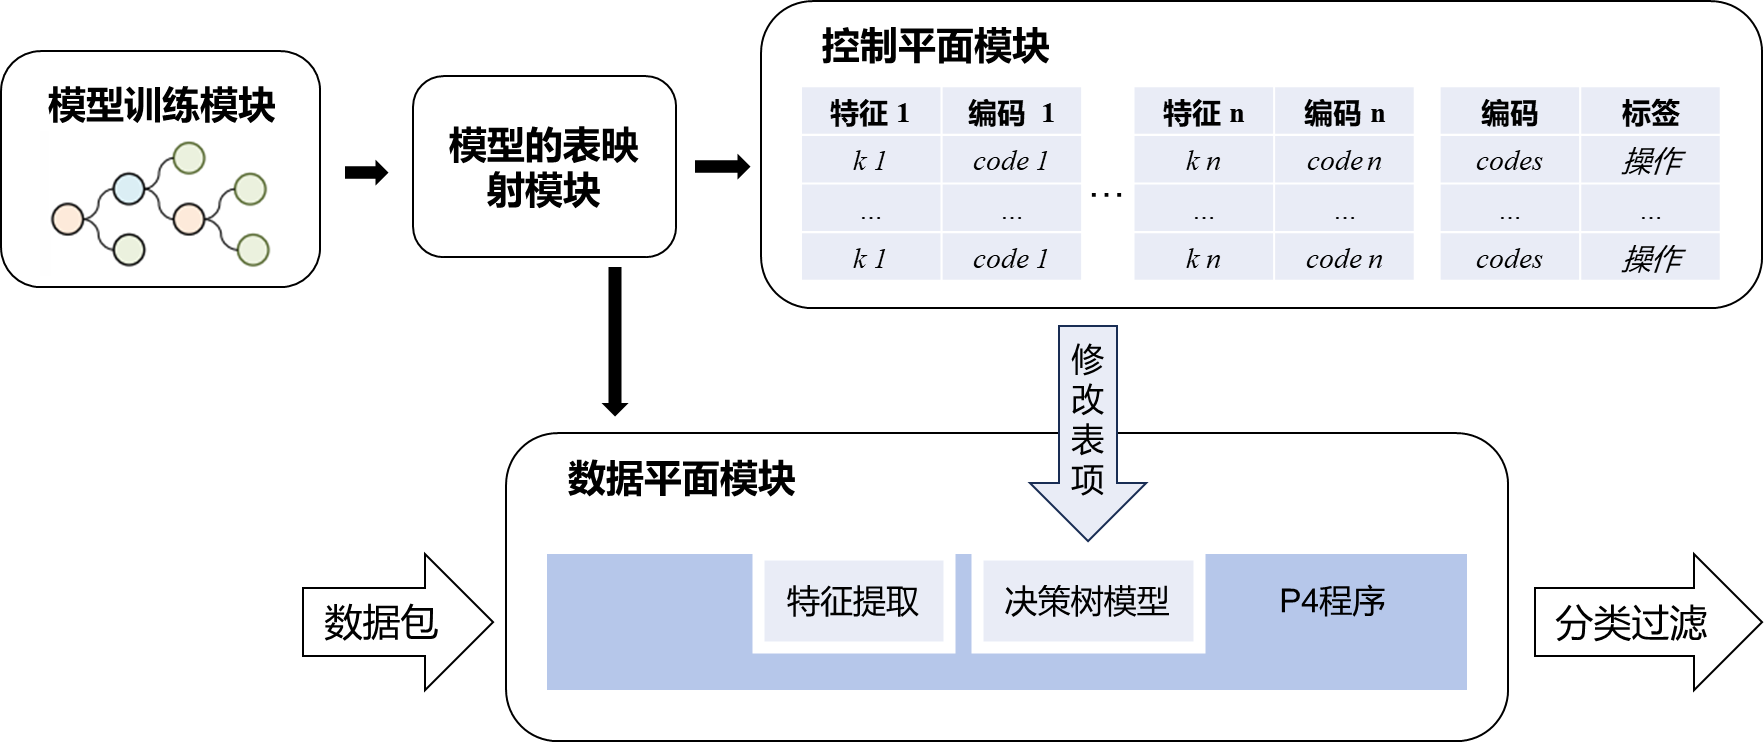 模型训练模块
模型的表映
射模块
控制平面模块
特征 1 编码 1 特征 n 编码 n 编码 标签
k 1 code 1 k n code n codes 操作
... ... ... ... ... ...
...
k 1 code 1 k n code n codes 操作
修
改
表
项
数据平面模块
数据包
特征提取
决策树模型
P4程序
分类过滤